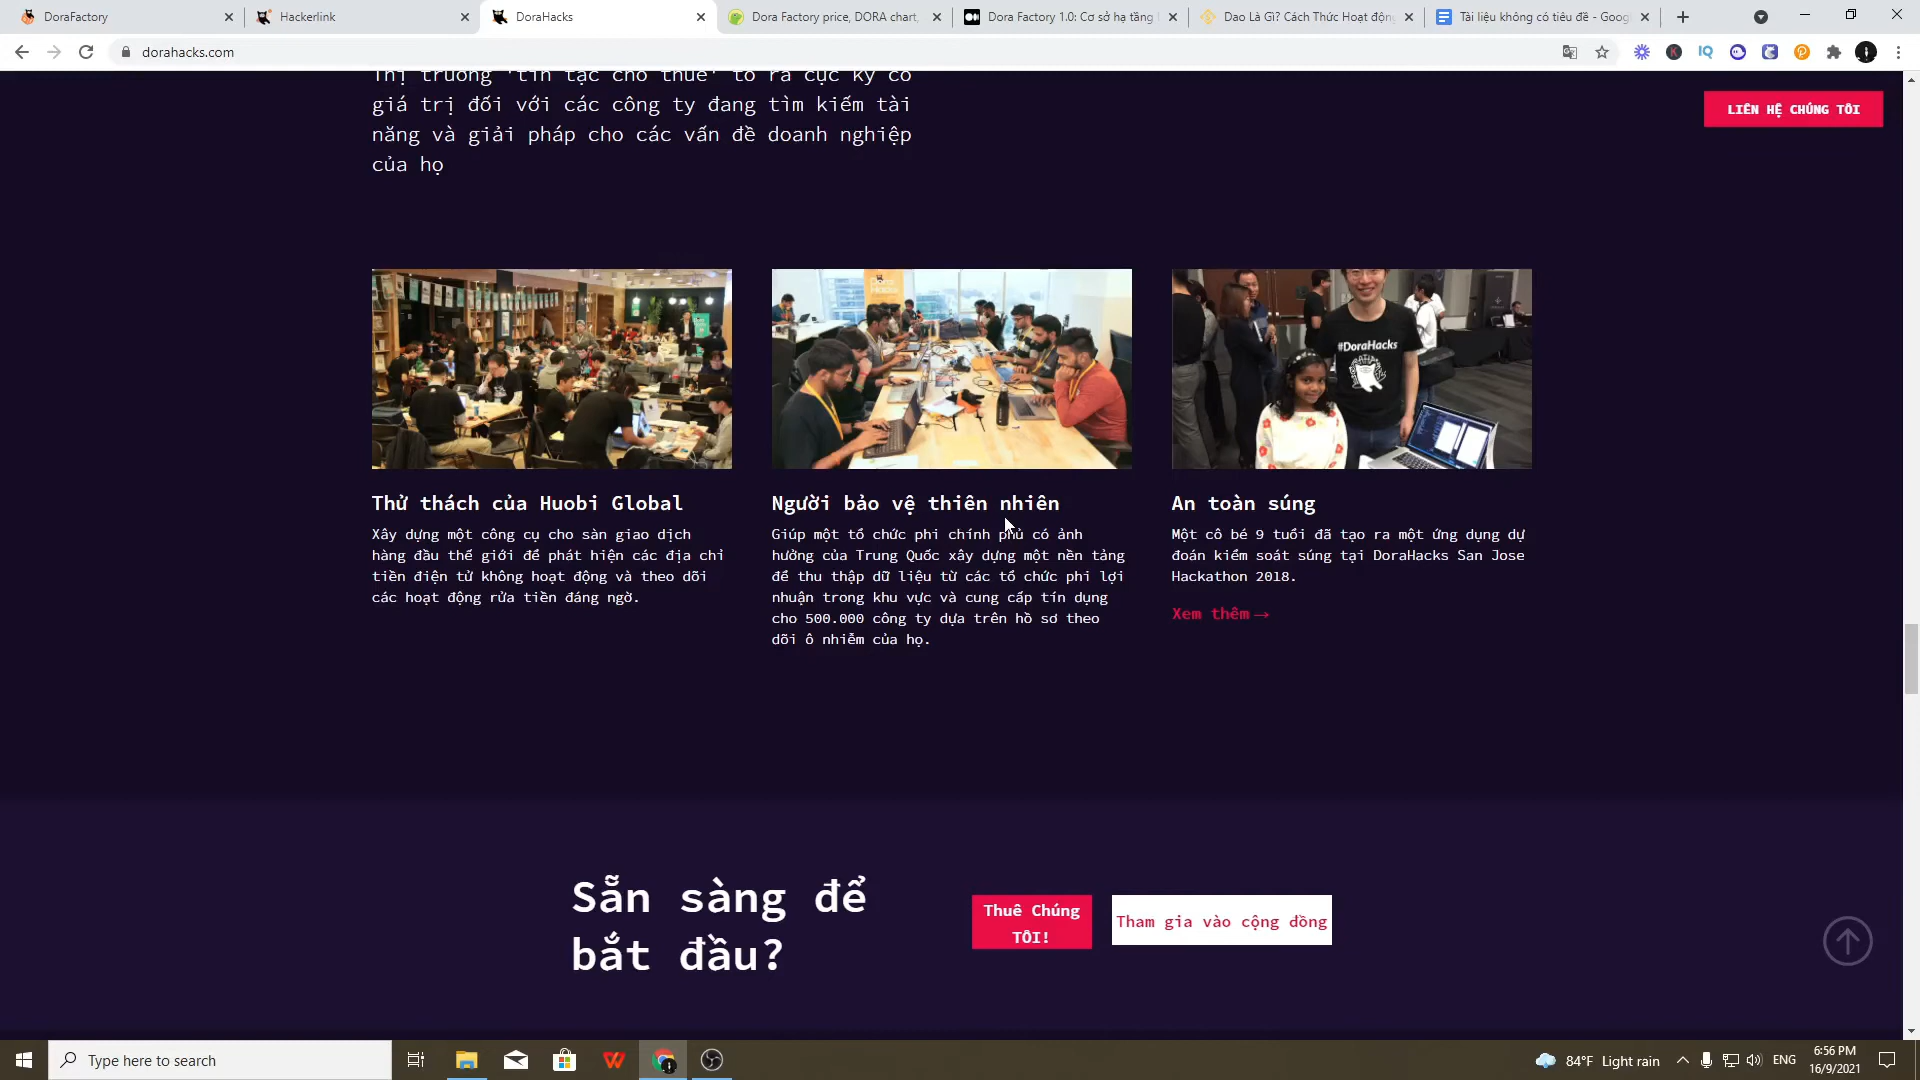 DoraFactory
Hackerlink
DoraHacks
Dora Factory price, DORA chart,
Dora Factory 1.0: Cơ sở hạ tầng
Dao Là Gì? Cách Thức Hoạt động
Tài liệu không có tiêu đề - Goog
dorahacks.com
Thị trường 'tin tặc cho thuê' tỏ ra cực kỳ có
giá trị đối với các công ty đang tìm kiếm tài
năng và giải pháp cho các vấn đề doanh nghiệp
của họ
LIÊN HỆ CHÚNG TÔI
#DoraHacks
Thử thách của Huobi Global
Xây dựng một công cụ cho sàn giao dịch
hàng đầu thế giới để phát hiện các địa chỉ
tiền điện tử không hoạt động và theo dõi
các hoạt động rửa tiền đáng ngờ.
Người bảo vệ thiên nhiên
Giúp một tổ chức phi chính phủ có ảnh
hưởng của Trung Quốc xây dựng một nền tảng
để thu thập dữ liệu từ các tổ chức phi lợi
nhuận trong khu vực và cung cấp tín dụng
cho 500.000 công ty dựa trên hồ sơ theo
dõi ô nhiễm của họ.
An toàn súng
Một cô bé 9 tuổi đã tạo ra một ứng dụng dự
đoán kiểm soát súng tại DoraHacks San Jose
Hackathon 2018.
Xem thêm→
Sẵn sàng để
bắt đầu?
Thuê Chúng
TÔI!
Tham gia vào cộng đồng
Type here to search
84°F Light rain
ENG
6:56 PM
16/9/2021